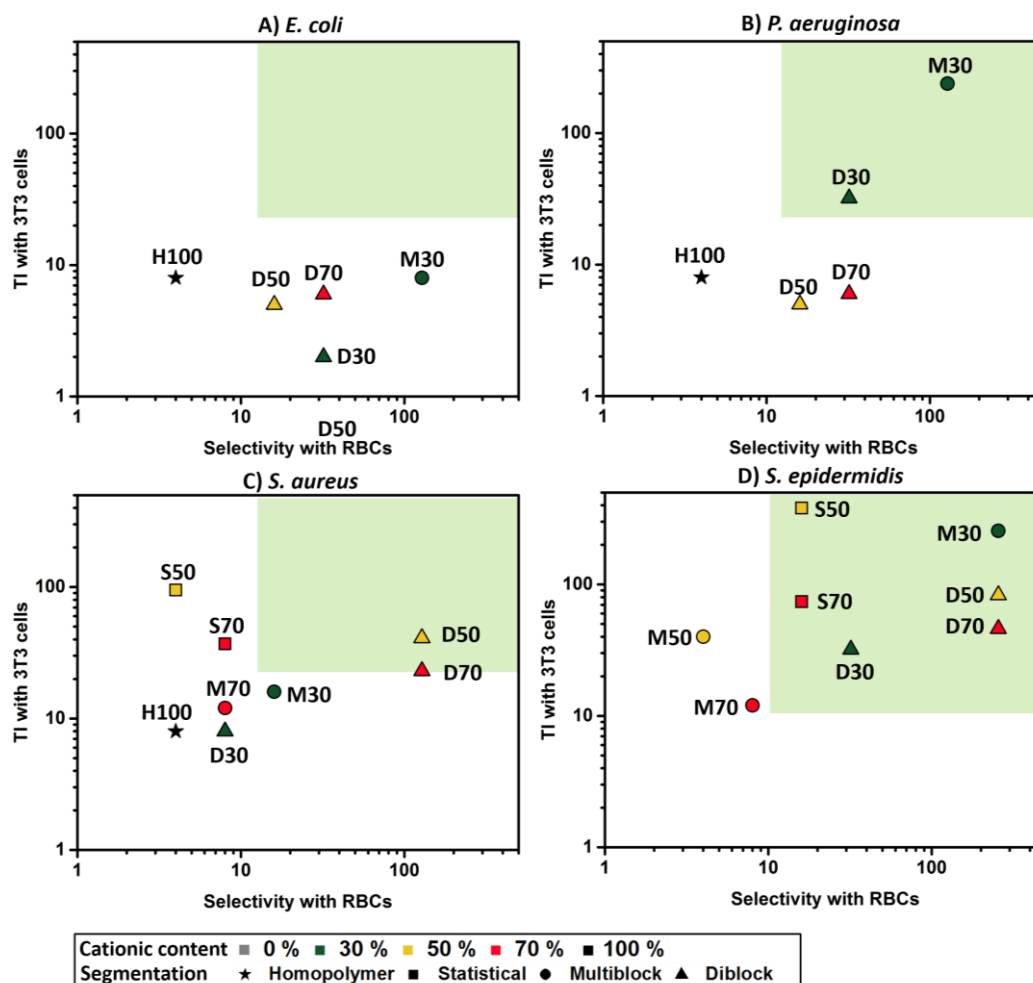 A) E. coli
TI with 3T3 cells
100
10
1
H100
D50
D70
M30
D30
1
10
100
D50
Selectivity with RBCs
B) P. aeruginosa
TI with 3T3 cells
100
10
1
M30
D30
H100
D50
D70
1
10
100
Selectivity with RBCs
C) S. aureus
TI with 3T3 cells
100
10
1
S50
S70
D50
D70
M70
M30
H100
D30
1
10
100
Selectivity with RBCs
D) S. epidermidis
TI with 3T3 cells
100
10
1
S50
M30
S70
D50
D70
M50
D30
M70
1
10
100
Selectivity with RBCs
Cationic content 0 % 30 % 50 % 70 % 100 %
Segmentation Homopolymer Statistical Multiblock Diblock